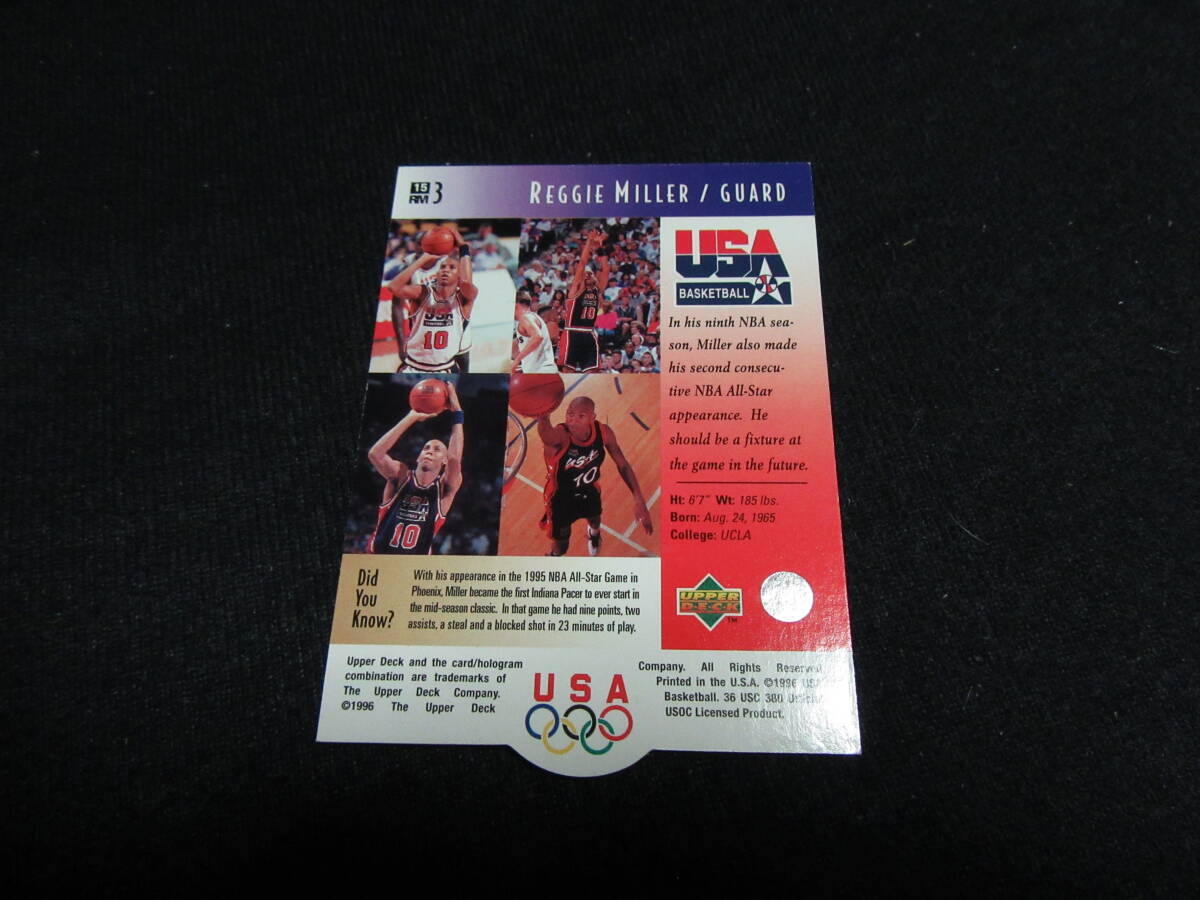 15
RM 3
REGGIE MILLER / GUARD
USA
BASKETBALL
In his ninth NBA sea-
son, Miller also made
his second consecu-
tive NBA All-Star
appearance. He
should be a fixture at
the game in the future.
Ht: 6'7" Wt: 185 lbs.
Born: Aug. 24, 1965
College: UCLA
USA
10
10
10
USA
10
UPPER
DECK
TM
Did
You
Know?
With his appearance in the 1995 NBA All-Star Game in
Phoenix, Miller became the first Indiana Pacer to ever start in
the mid-season classic. In that game he had nine points, two
assists, a steal and a blocked shot in 23 minutes of play.
Upper Deck and the card/hologram
combination are trademarks of
The Upper Deck Company.
©1996 The Upper Deck
USA
Company. All Rights Reserved.
Printed in the U.S.A. ©1996 USA
Basketball. 36 USC 380 Official
USOC Licensed Product.